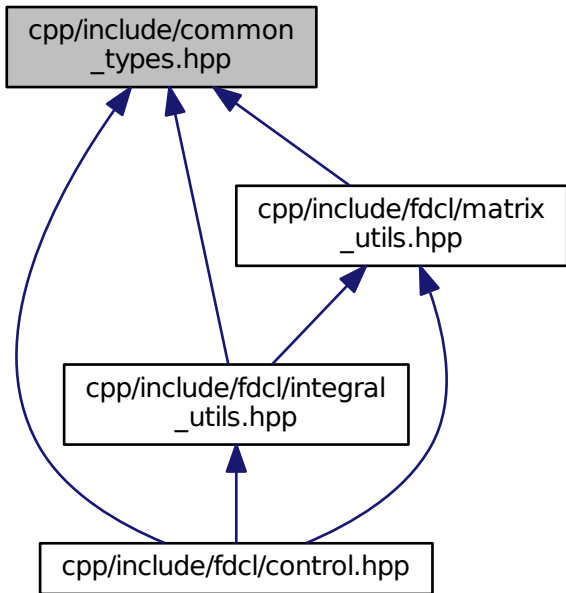 cpp/include/common
_types.hpp
cpp/include/fdcl/matrix
_utils.hpp
cpp/include/fdcl/integral
_utils.hpp
cpp/include/fdcl/control.hpp